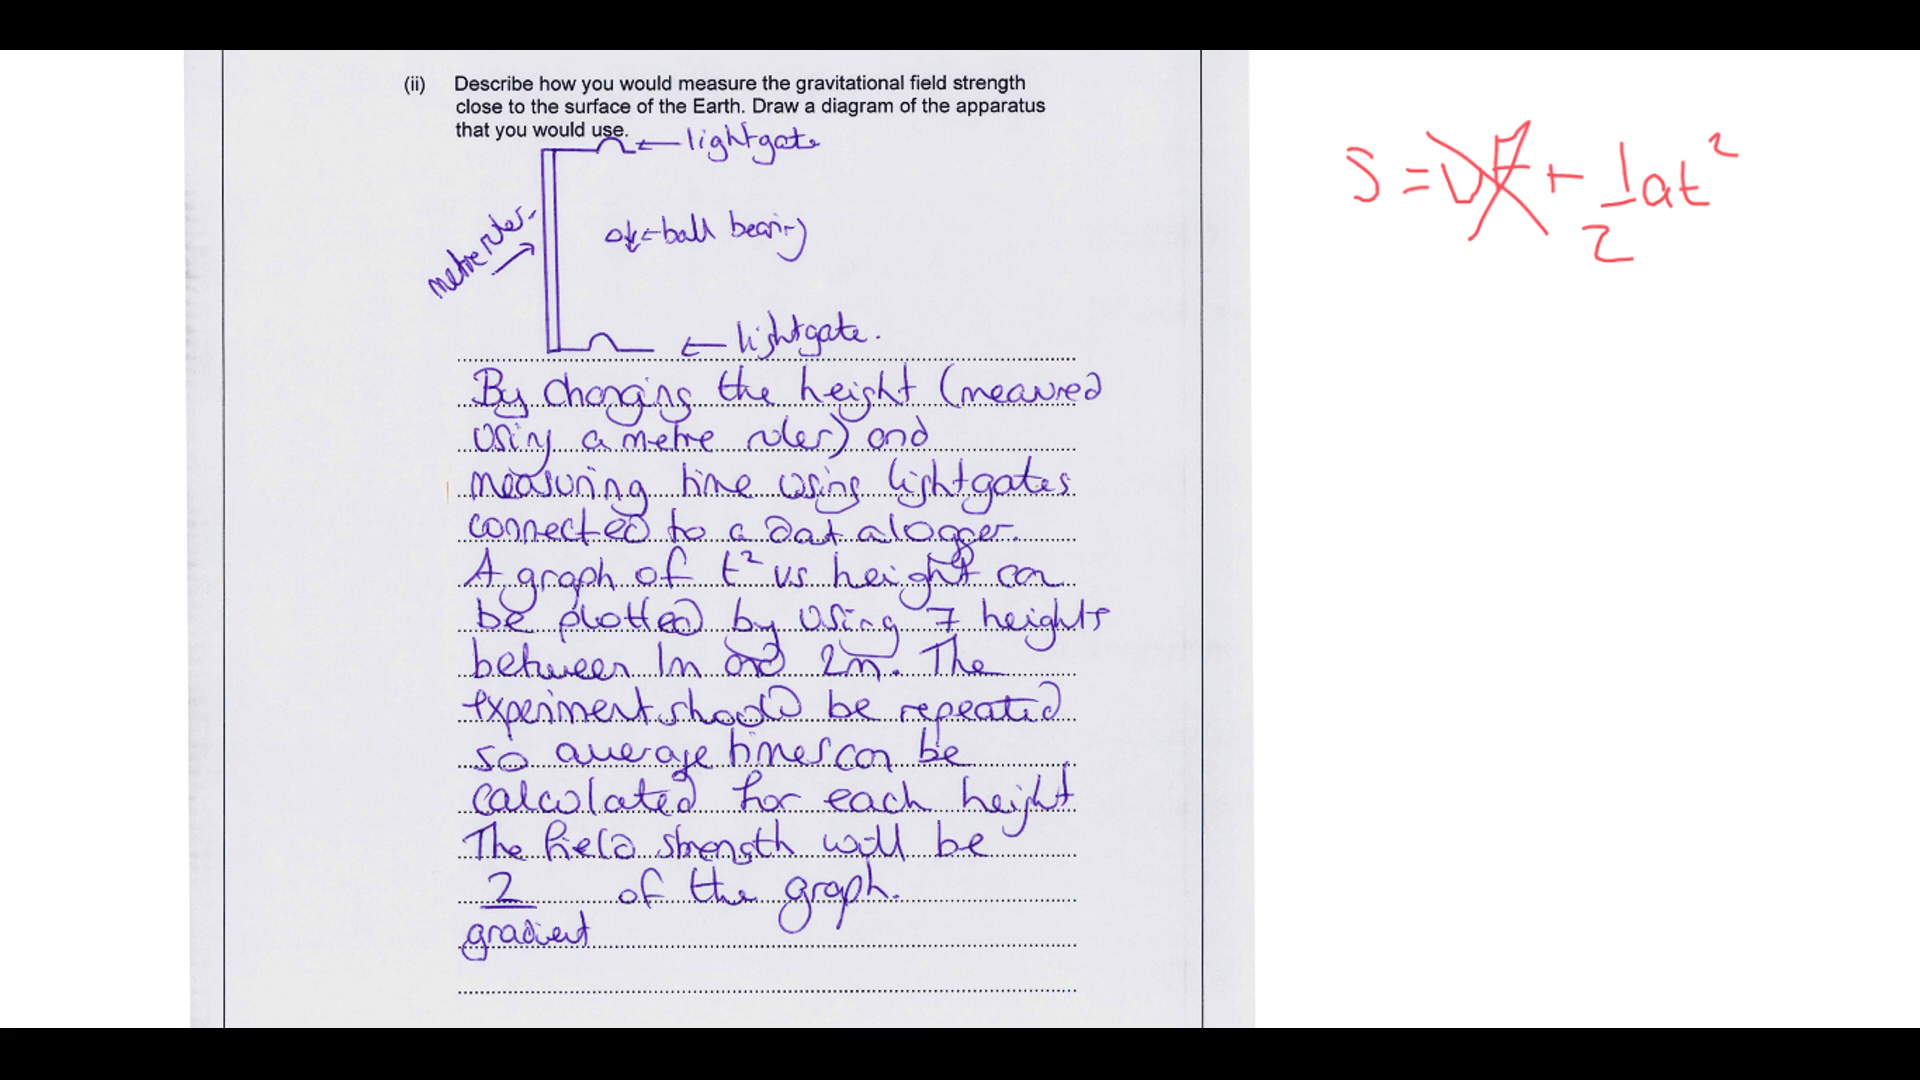 (ii) Describe how you would measure the gravitational field strength
close to the surface of the Earth. Draw a diagram of the apparatus
that you would use.
lightgate
metre ruler
ball bearing
lightgate.
By changing the height (measured
using a metre ruler) and
measuring time using lightgates
connected to a datalogger.
A graph of t² vs height can
be plotted by using 7 heights
between 1m and 2m. The
experiment should be repeated
so average times can be
calculated for each height
The field strength will be
2 of the graph.
gradient
S = ut + 1/2 at²